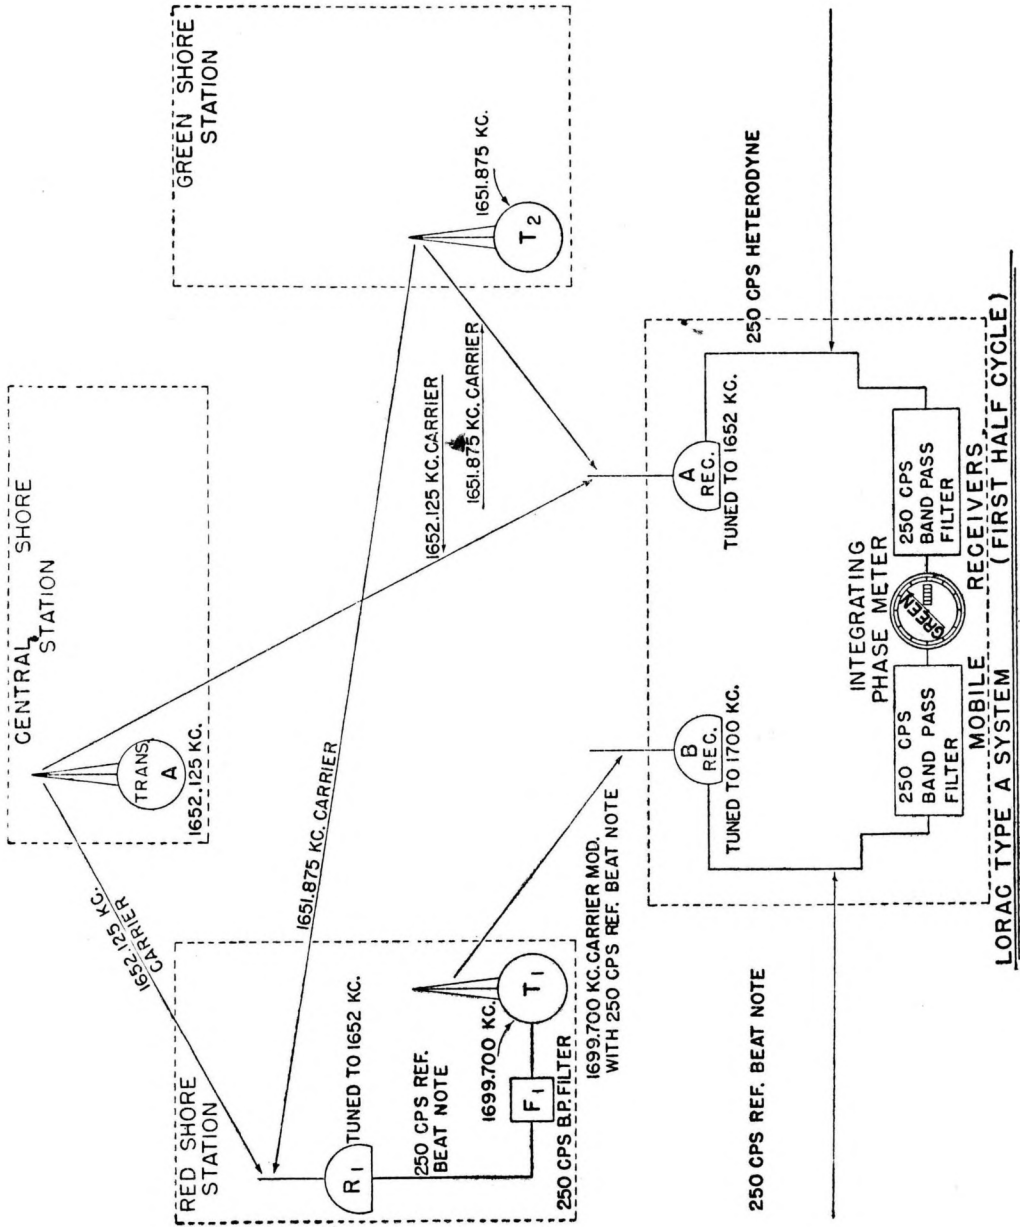 CENTRAL SHORE
STATION
TRANS.
A
1652.125 KC.
RED SHORE
STATION
GREEN SHORE
STATION
1652.125 KC.
CARRIER
1651.875 KC. CARRIER
1652.125 KC. CARRIER
1651.875 KC. CARRIER
T2
1651.875 KC.
R1
TUNED TO 1652 KC.
250 CPS REF.
BEAT NOTE
F1
250 CPS B.P. FILTER
T1
1699.700 KC.
1699.700 KC. CARRIER MOD.
WITH 250 CPS REF. BEAT NOTE
B
REC.
TUNED TO 1700 KC.
A
REC.
TUNED TO 1652 KC.
INTEGRATING
PHASE METER
250 CPS
BAND PASS
FILTER
GREEN
250 CPS
BAND PASS
FILTER
MOBILE RECEIVERS
250 CPS REF. BEAT NOTE
250 CPS HETERODYNE
LORAC TYPE A SYSTEM (FIRST HALF CYCLE)